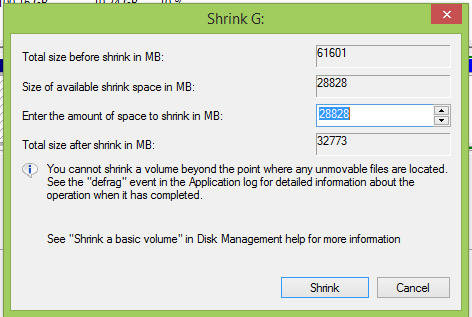 Shrink G:
Total size before shrink in MB: 61601
Size of available shrink space in MB: 28828
Enter the amount of space to shrink in MB: 28828
Total size after shrink in MB: 32773
You cannot shrink a volume beyond the point where any unmovable files are located.
See the "defrag" event in the Application log for detailed information about the
operation when it has completed.
See "Shrink a basic volume" in Disk Management help for more information
Shrink Cancel